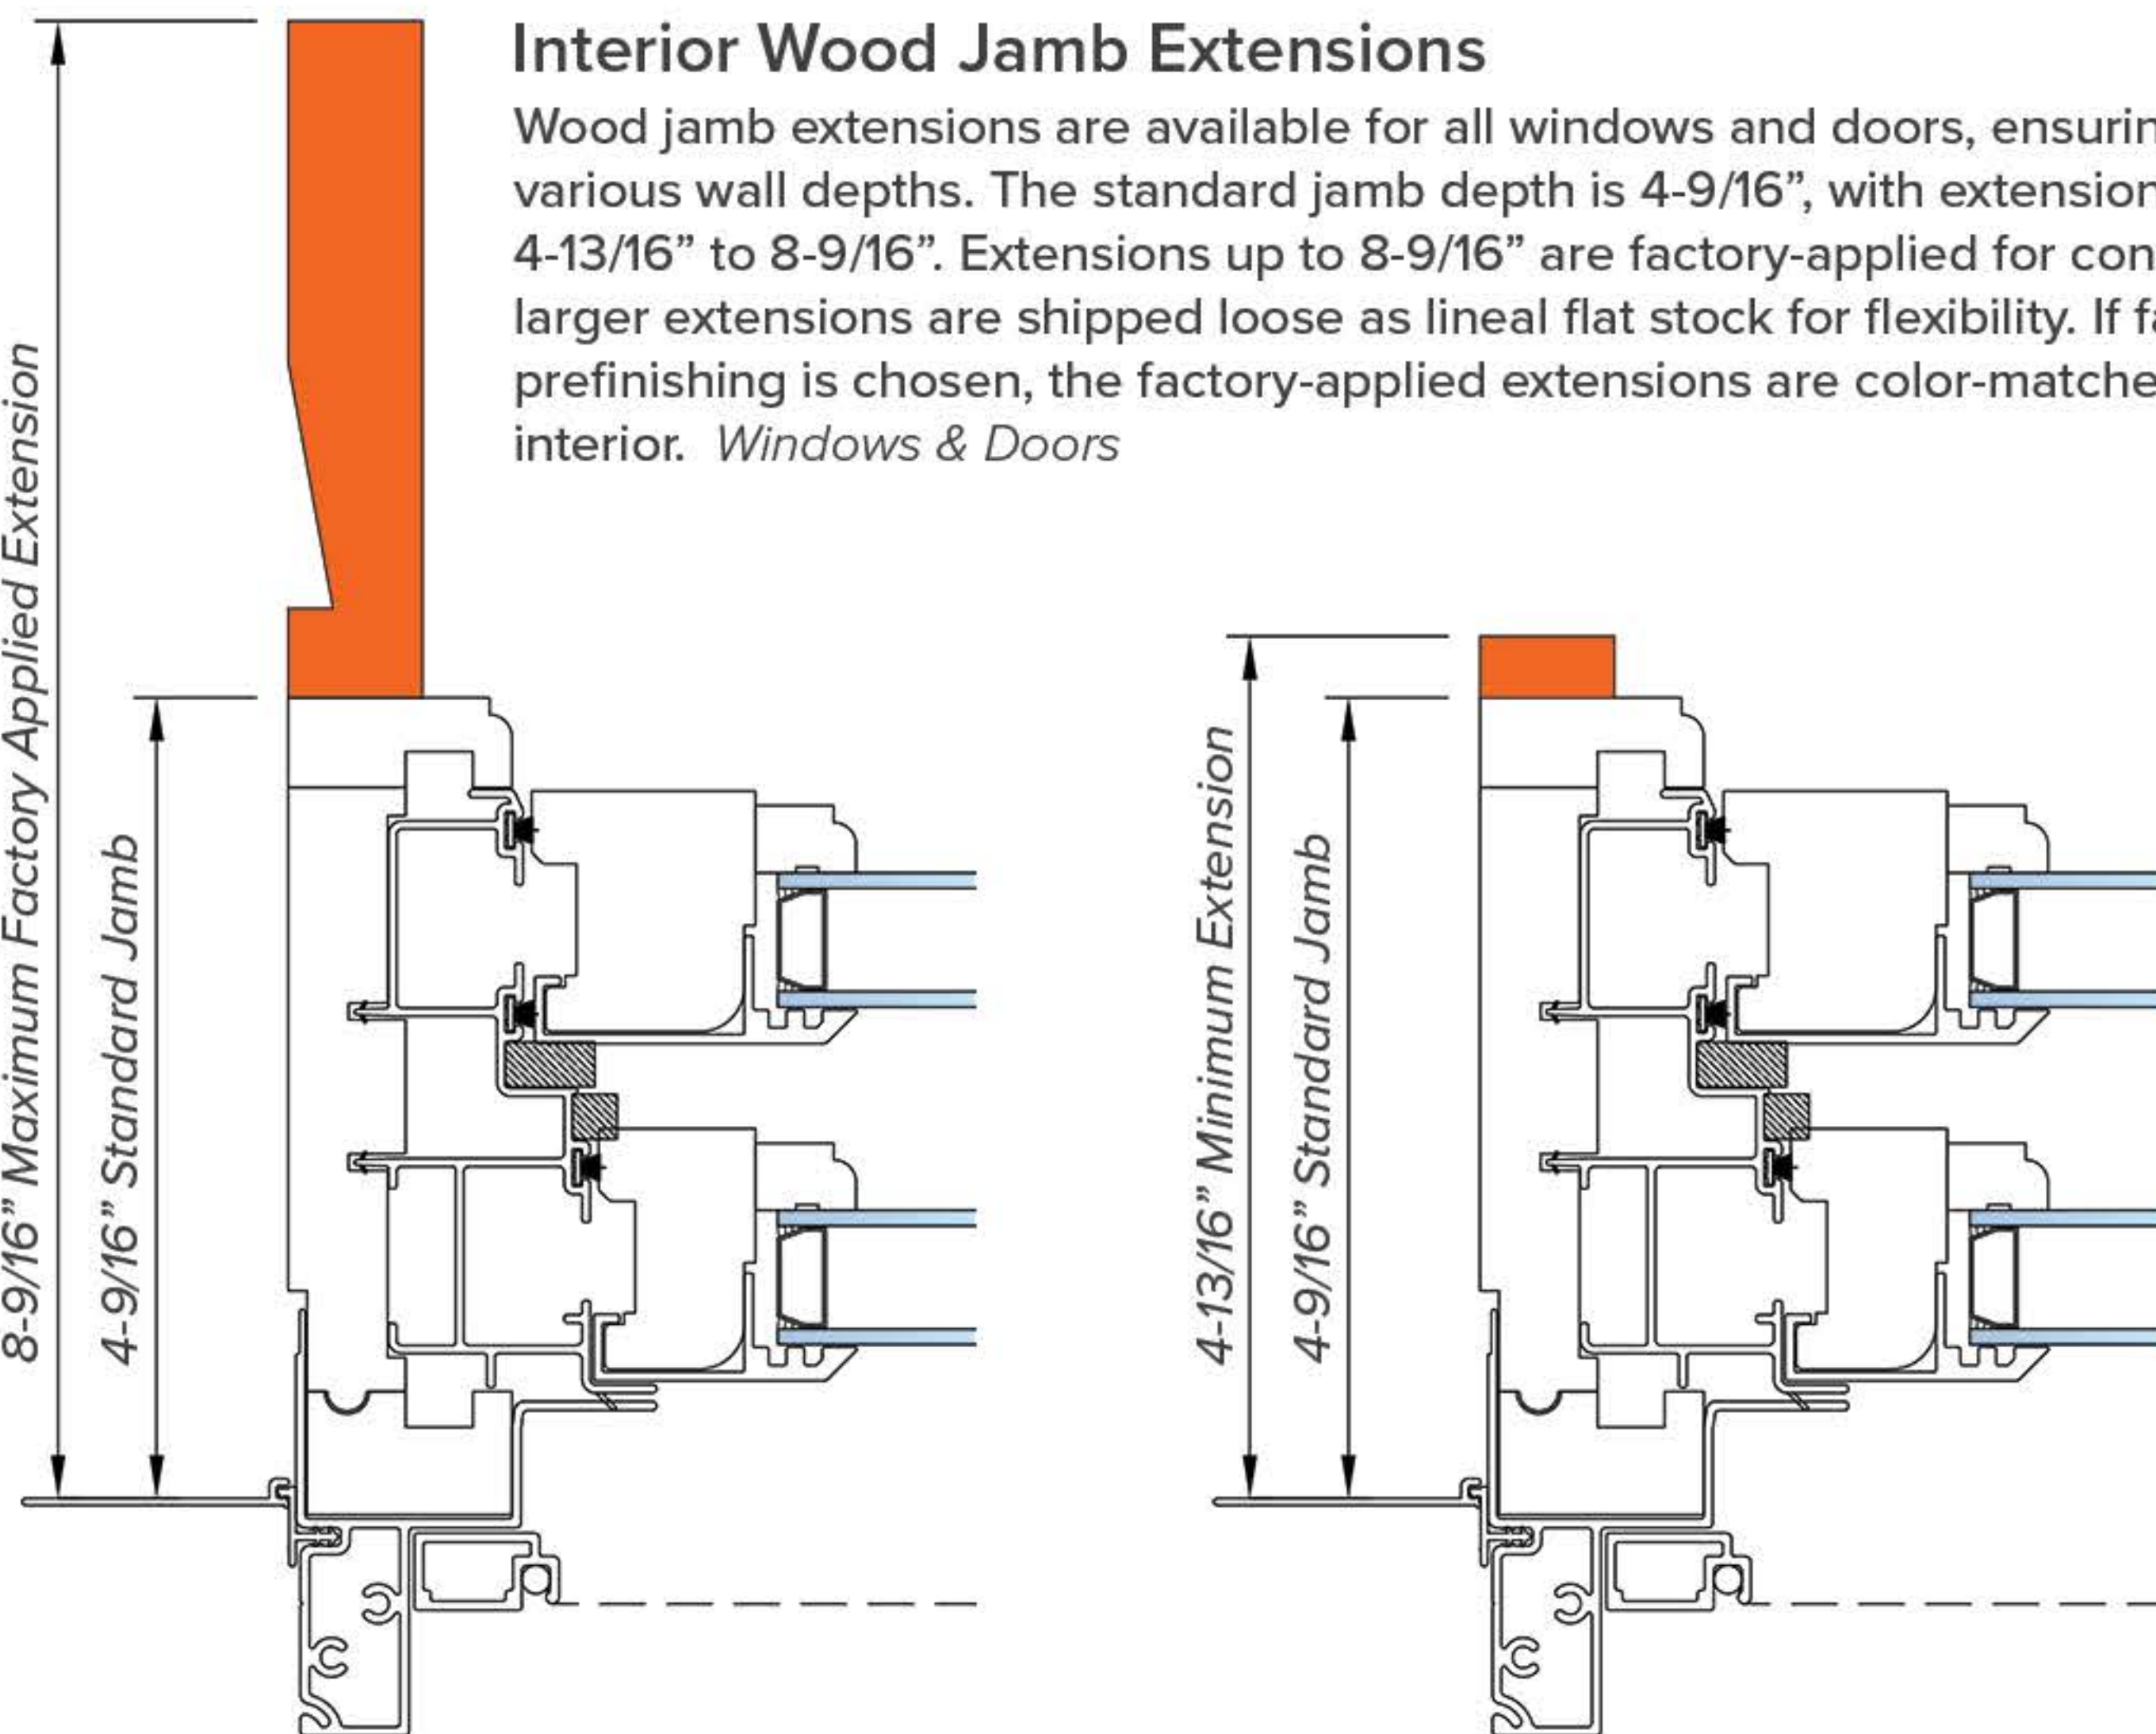 Interior Wood Jamb Extensions
Wood jamb extensions are available for all windows and doors, ensurin
various wall depths. The standard jamb depth is 4-9/16”, with extension
4-13/16” to 8-9/16”. Extensions up to 8-9/16” are factory-applied for con
larger extensions are shipped loose as lineal flat stock for flexibility. If fa
prefinishing is chosen, the factory-applied extensions are color-matche
interior. Windows & Doors
8-9/16” Maximum Factory Applied Extension
4-9/16” Standard Jamb
4-13/16” Minimum Extension
4-9/16” Standard Jamb